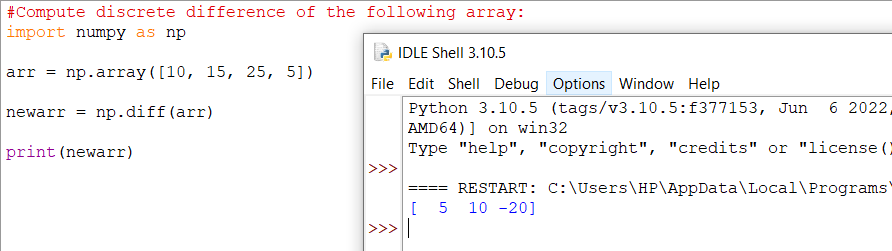 #Compute discrete difference of the following array:
import numpy as np
arr = np.array([10, 15, 25, 5])
newarr = np.diff(arr)
print(newarr)
IDLE Shell 3.10.5
File Edit Shell Debug Options Window Help
Python 3.10.5 (tags/v3.10.5:f377153, Jun  6 2022,
AMD64)] on win32
Type "help", "copyright", "credits" or "license()
>>>
==== RESTART: C:\Users\HP\AppData\Local\Programs\
[  5  10 -20]
>>>